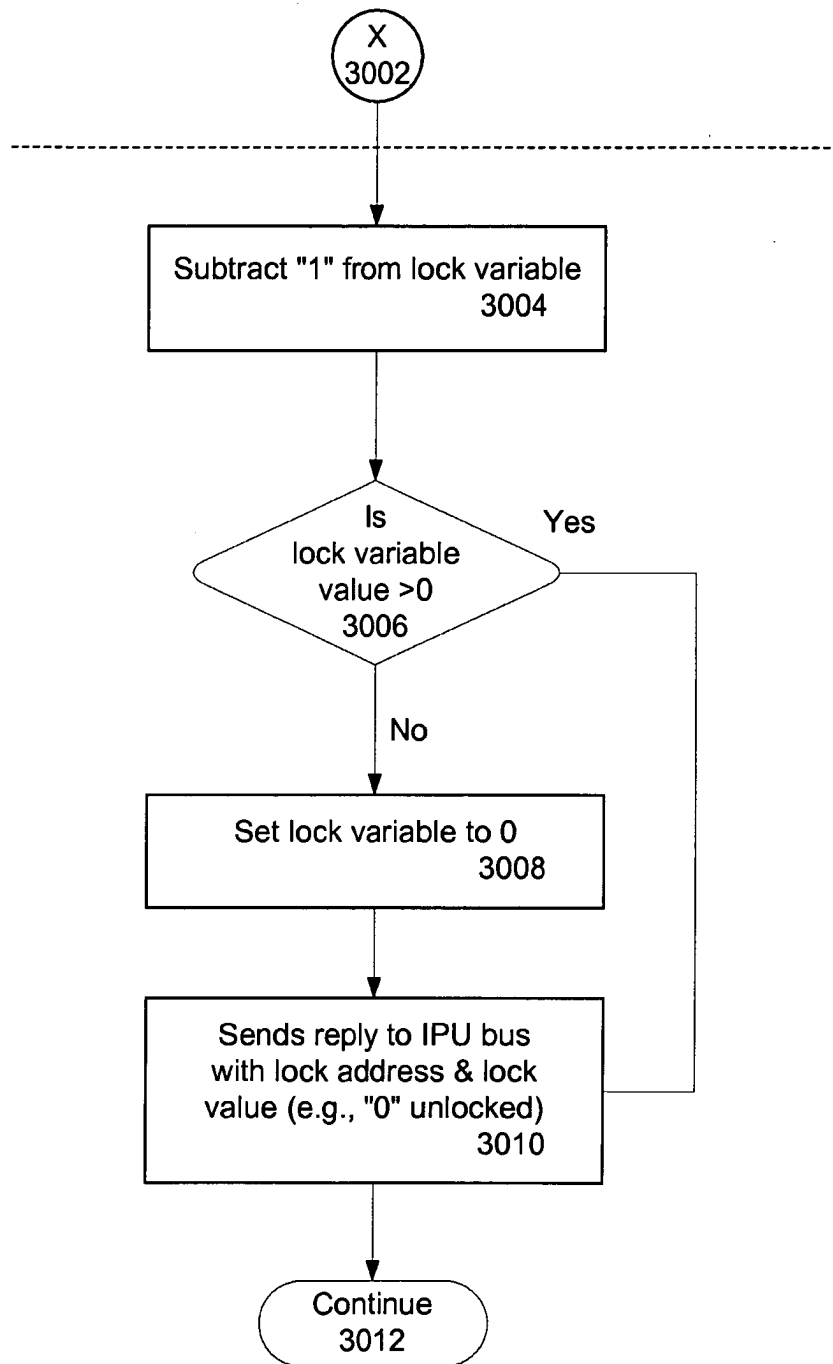 X
3002
Subtract "1" from lock variable
3004
Is
lock variable
value >0
3006
Yes
No
Set lock variable to 0
3008
Sends reply to IPU bus
with lock address & lock
value (e.g., "0" unlocked)
3010
Continue
3012